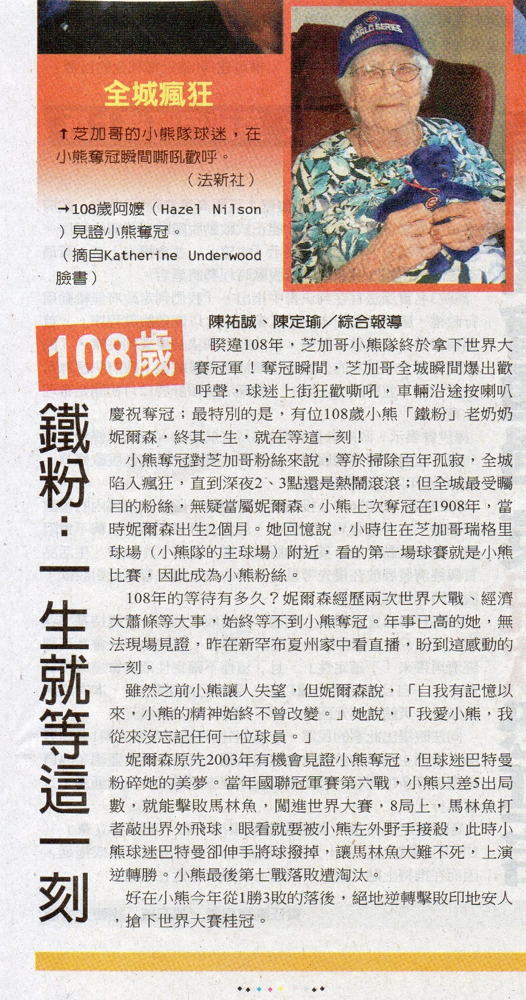 WORLD SERIES
全城瘋狂
↑芝加哥的小熊隊球迷，在
小熊奪冠瞬間嘶吼歡呼。
（法新社）
→108歲阿嬤（Hazel Nilson
）見證小熊奪冠。
（摘自Katherine Underwood
臉書）
108歲
鐵粉：一生就等這一刻
陳祐誠、陳定瑜／綜合報導
睽違108年，芝加哥小熊隊終於拿下世界大
賽冠軍！奪冠瞬間，芝加哥全城瞬間爆出歡
呼聲，球迷上街狂歡嘶吼，車輛沿途按喇叭
慶祝奪冠；最特別的是，有位108歲小熊「鐵粉」老奶奶
妮爾森，終其一生，就在等這一刻！
小熊奪冠對芝加哥粉絲來說，等於掃除百年孤寂，全城
陷入瘋狂，直到深夜2、3點還是熱鬧滾滾；但全城最受矚
目的粉絲，無疑當屬妮爾森。小熊上次奪冠在1908年，當
時妮爾森出生2個月。她回憶說，小時住在芝加哥瑞格里
球場（小熊隊的主球場）附近，看的第一場球賽就是小熊
比賽，因此成為小熊粉絲。
108年的等待有多久？妮爾森經歷兩次世界大戰、經濟
大蕭條等大事，始終等不到小熊奪冠。年事已高的她，無
法現場見證，昨在新罕布夏州家中看直播，盼到這感動的
一刻。
雖然之前小熊讓人失望，但妮爾森說，「自我有記憶以
來，小熊的精神始終不曾改變。」她說，「我愛小熊，我
從來沒忘記任何一位球員。」
妮爾森原先2003年有機會見證小熊奪冠，但球迷巴特曼
粉碎她的美夢。當年國聯冠軍賽第六戰，小熊只差5出局
數，就能擊敗馬林魚，闖進世界大賽，8局上，馬林魚打
者敲出界外飛球，眼看就要被小熊左外野手接殺，此時小
熊球迷巴特曼卻伸手將球撥掉，讓馬林魚大難不死，上演
逆轉勝。小熊最後第七戰落敗遭淘汰。
好在小熊今年從1勝3敗的落後，絕地逆轉擊敗印地安人
，搶下世界大賽桂冠。